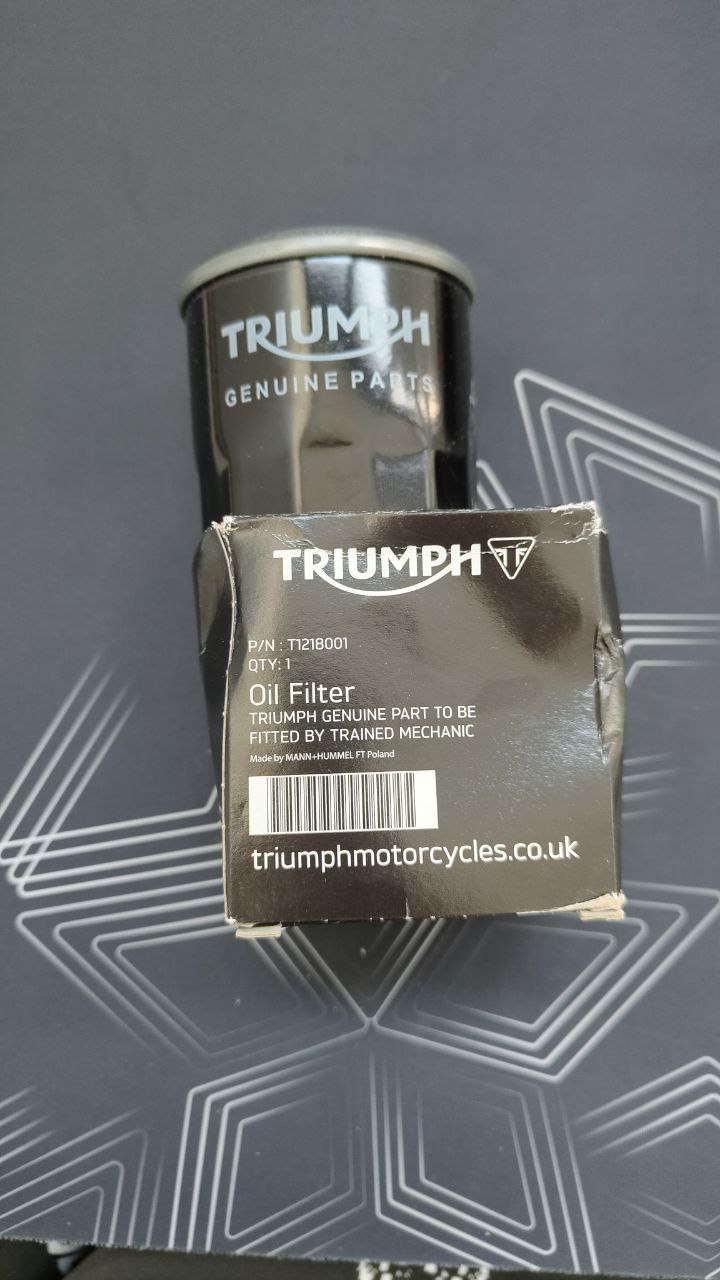 TRIUMPH
GENUINE PARTS
TRIUMPH
P/N : T1218001
QTY: 1
Oil Filter
TRIUMPH GENUINE PART TO BE
FITTED BY TRAINED MECHANIC
Made by MANN+HUMMEL FT Poland
triumphmotorcycles.co.uk